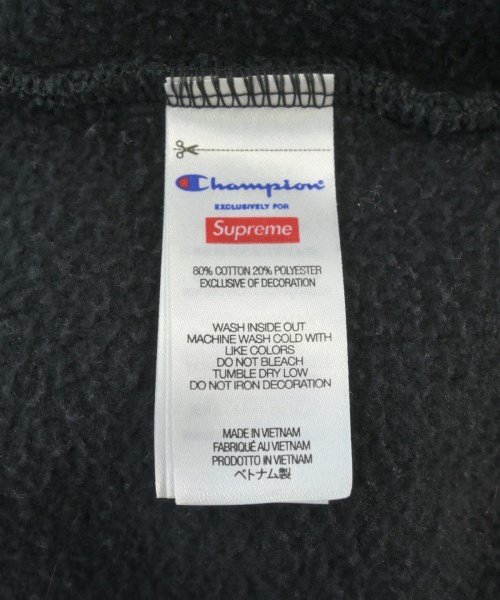 Champion
EXCLUSIVELY FOR
Supreme
80% COTTON 20% POLYESTER
EXCLUSIVE OF DECORATION
WASH INSIDE OUT
MACHINE WASH COLD WITH
LIKE COLORS
DO NOT BLEACH
TUMBLE DRY LOW
DO NOT IRON DECORATION
MADE IN VIETNAM
FABRIQUÉ AU VIETNAM
PRODOTTO IN VIETNAM
ベトナム製